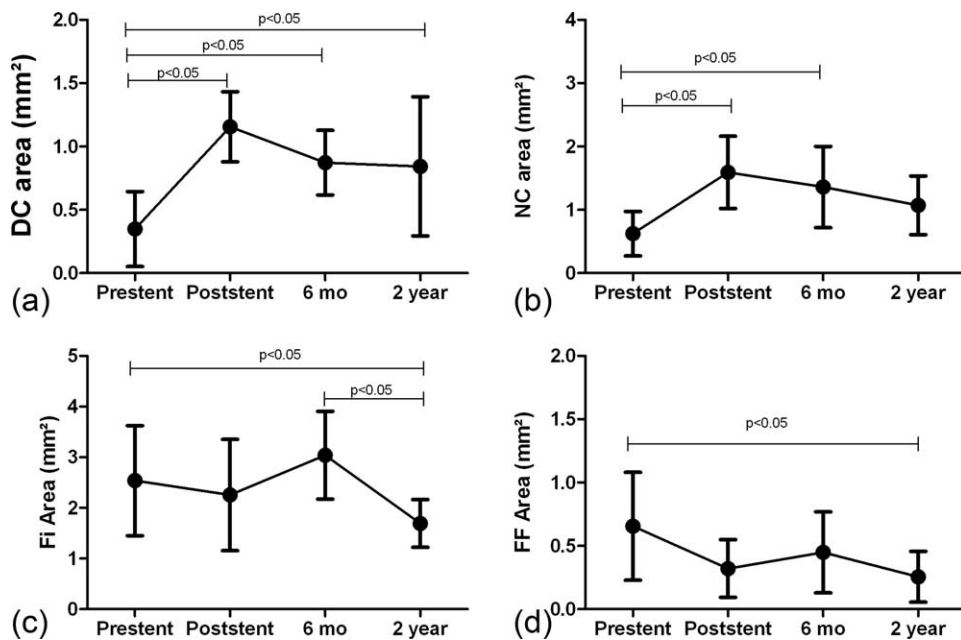 2.0
p<0.05
p<0.05
p<0.05
1.5
1.0
0.5
0.0
DC area (mm²)
Prestent Poststent 6 mo 2 year
(a)
4
p<0.05
p<0.05
3
2
1
0
NC area (mm²)
Prestent Poststent 6 mo 2 year
(b)
5
p<0.05
p<0.05
4
3
2
1
0
Fi Area (mm²)
Prestent Poststent 6 mo 2 year
(c)
2.0
p<0.05
1.5
1.0
0.5
0.0
FF Area (mm²)
Prestent Poststent 6 mo 2 year
(d)